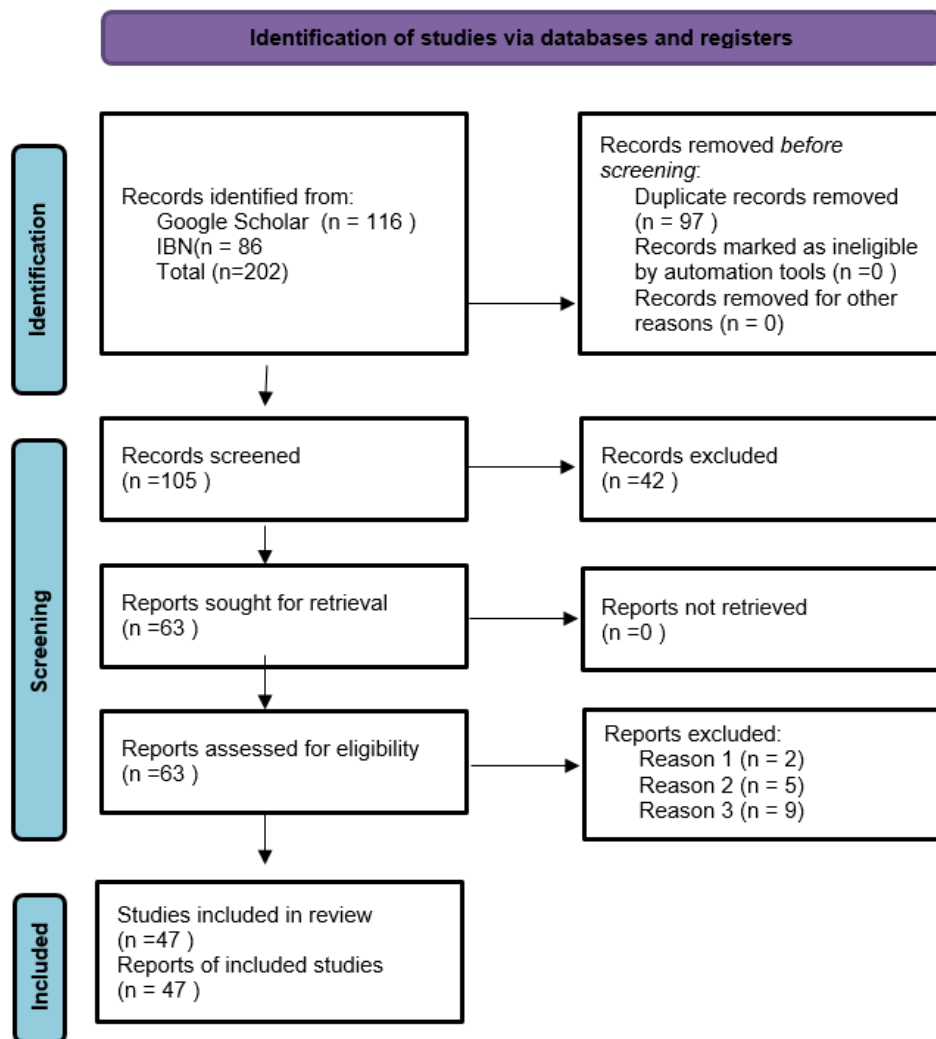 Identification of studies via databases and registers
Identification
Records identified from:
Google Scholar (n = 116 )
IBN(n = 86
Total (n=202)
Records removed before
screening:
Duplicate records removed
(n = 97 )
Records marked as ineligible
by automation tools (n =0 )
Records removed for other
reasons (n = 0)
Screening
Records screened
(n =105 )
Records excluded
(n =42 )
Reports sought for retrieval
(n =63 )
Reports not retrieved
(n =0 )
Reports assessed for eligibility
(n =63 )
Reports excluded:
Reason 1 (n = 2)
Reason 2 (n = 5)
Reason 3 (n = 9)
Included
Studies included in review
(n =47 )
Reports of included studies
(n = 47 )